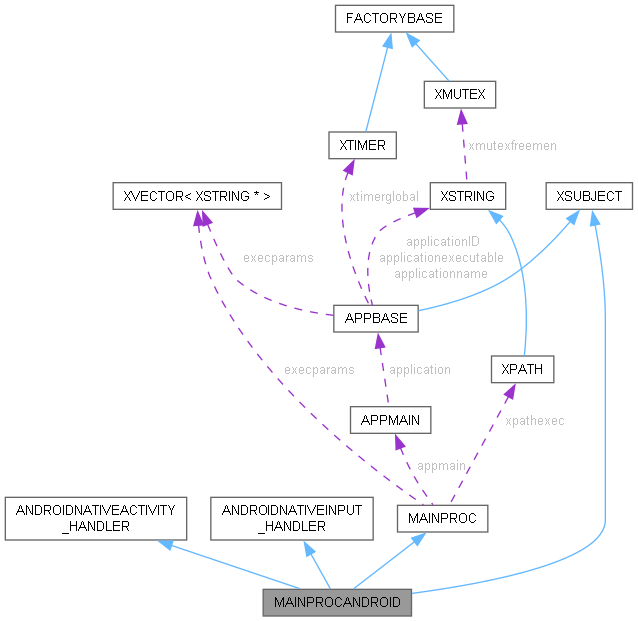 FACTORYBASE
XMUTEX
XTIMER
xmutexfreemen
XVECTOR< XSTRING * >
xtimerglobal
XSTRING
XSUBJECT
applicationID
applicationexecutable
applicationname
execparams
APPBASE
execparams
application
XPATH
APPMAIN
xpathexec
appmain
ANDROIDNATIVEACTIVITY
_HANDLER
ANDROIDNATIVEINPUT
_HANDLER
MAINPROC
MAINPROCANDROID